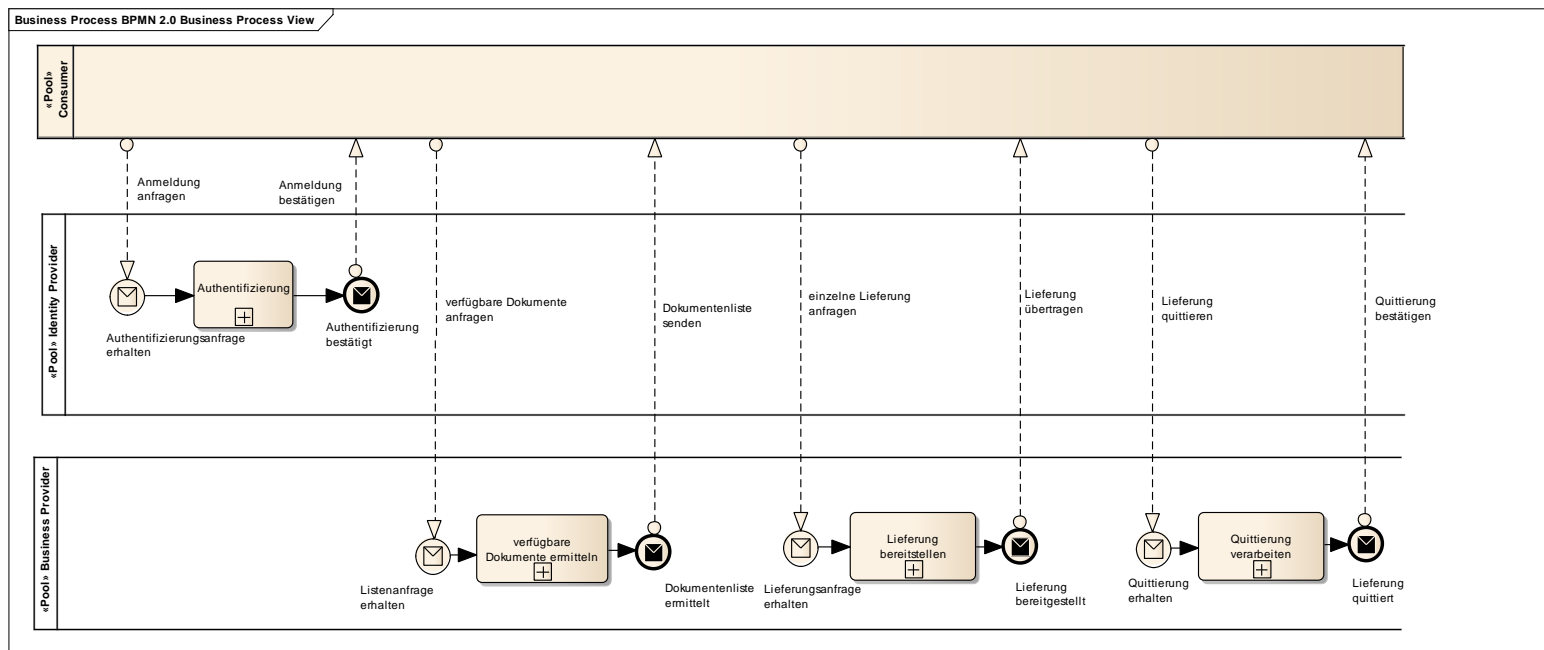 Business Process BPMN 2.0 Business Process View
«Pool»
Consumer
Anmeldung
anfragen
Anmeldung
bestätigen
«Pool» Identity Provider
Authentifizierung
Authentifizierungsanfrage
erhalten
Authentifizierung
bestätigt
verfügbare Dokumente
anfragen
Dokumentenliste
senden
einzelne Lieferung
anfragen
Lieferung
übertragen
Lieferung
quittieren
Quittierung
bestätigen
«Pool» Business Provider
Listenanfrage
erhalten
verfügbare
Dokumente ermitteln
Dokumentenliste
ermittelt
Lieferungsanfrage
erhalten
Lieferung
bereitstellen
Lieferung
bereitgestellt
Quittierung
erhalten
Quittierung
verarbeiten
Lieferung
quittiert